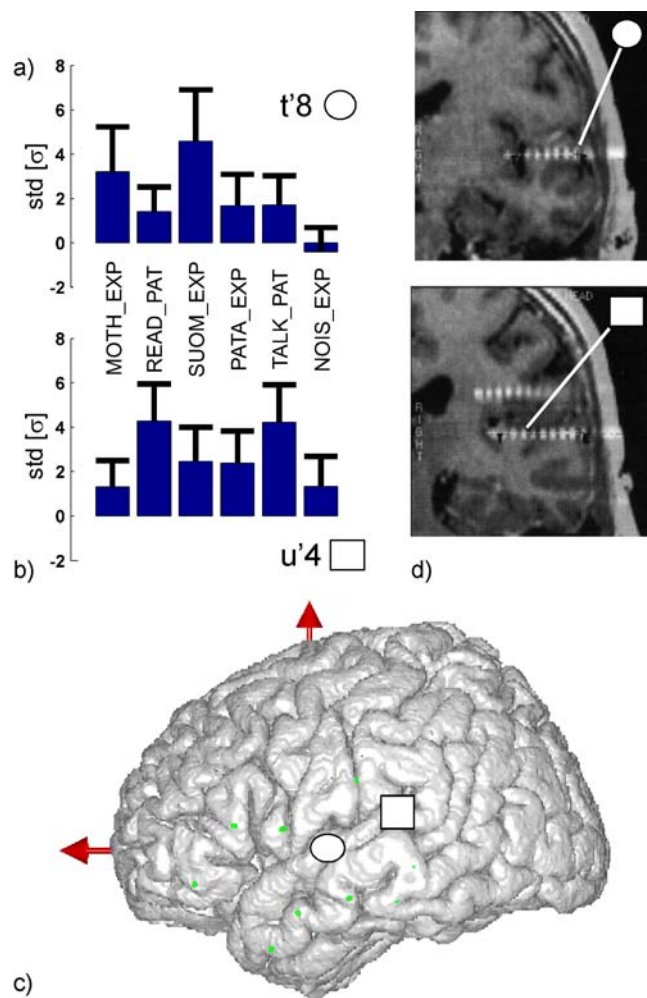 a)
8
6
4
2
0
-2
std [σ]
t'8
MOTH_EXP
READ_PAT
SUOM_EXP
PATA_EXP
TALK_PAT
NOIS_EXP
8
6
4
2
0
-2
std [σ]
u'4
b)
RIGHT
HEAD
RIGHT
d)
c)